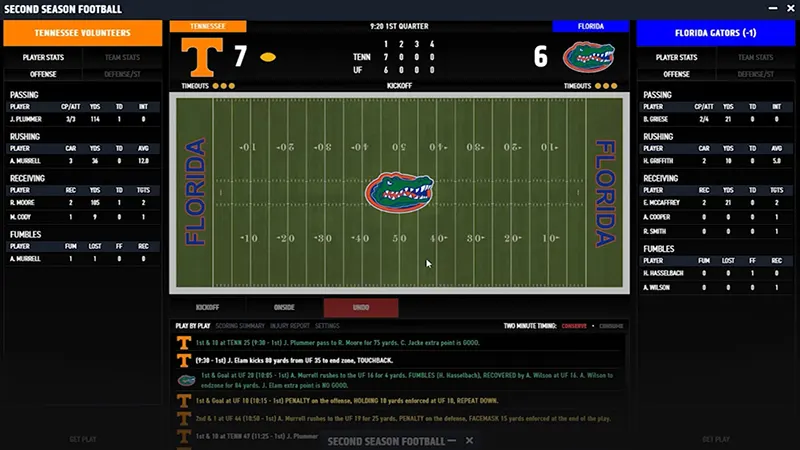 SECOND SEASON FOOTBALL
TENNESSEE VOLUNTEERS
PLAYER STATS TEAM STATS
OFFENSE DEFENSE/ST
PASSING
PLAYER CP/ATT YDS TD INT
J. PLUMMER 3/3 114 1 0
RUSHING
PLAYER CAR YDS TD AVG
A. MURRELL 3 36 0 12.0
RECEIVING
PLAYER REC YDS TD TGTS
R. MOORE 2 105 1 2
M. CODY 1 9 0 1
FUMBLES
PLAYER FUM LOST FF REC
A. MURRELL 1 1 0 0
GET PLAY
TENNESSEE 9:20 1ST QUARTER FLORIDA
T 7 6
1 2 3 4
TENN 7 0 0 0
UF 6 0 0 0
TIMEOUTS KICKOFF TIMEOUTS
FLORIDA
10 20 30 40 50 40 30 20 10
10 20 30 40 50 40 30 20 10
FLORIDA
KICKOFF ONSIDE UNDO
PLAY BY PLAY SCORING SUMMARY INJURY REPORT SETTINGS TWO MINUTE TIMING: CONSERVE • CONSUME
1st & 10 at TENN 25 (9:30 - 1st) J. Plummer pass to R. Moore for 75 yards. C. Jacke extra point is GOOD.
(9:30 - 1st) J. Elam kicks 80 yards from UF 35 to end zone, TOUCHBACK.
1st & Goal at UF 20 (10:05 - 1st) A. Murrell rushes to the UF 16 for 4 yards. FUMBLES (H. Hasselbach), RECOVERED by A. Wilson at UF 16. A. Wilson to
endzone for 84 yards. J. Elam extra point is NO GOOD.
1st & Goal at UF 10 (10:15 - 1st) PENALTY on the offense, HOLDING 10 yards enforced at UF 10, REPEAT DOWN.
2nd & 1 at UF 44 (10:50 - 1st) A. Murrell rushes to the UF 19 for 25 yards, PENALTY on the defense, FACEMASK 15 yards enforced at the end of the play.
1st & 10 at TENN 47 (11:25 - 1st) J. Plummer
SECOND SEASON FOOTBALL
FLORIDA GATORS (-1)
PLAYER STATS TEAM STATS
OFFENSE DEFENSE/ST
PASSING
PLAYER CP/ATT YDS TD INT
B. GRIESE 2/4 21 0 0
RUSHING
PLAYER CAR YDS TD AVG
H. GRIFFITH 2 10 0 5.0
RECEIVING
PLAYER REC YDS TD TGTS
E. MCCAFFREY 2 21 0 2
A. COOPER 0 0 0 1
R. SMITH 0 0 0 1
FUMBLES
PLAYER FUM LOST FF REC
H. HASSELBACH 0 0 1 0
A. WILSON 0 0 0 1
GET PLAY